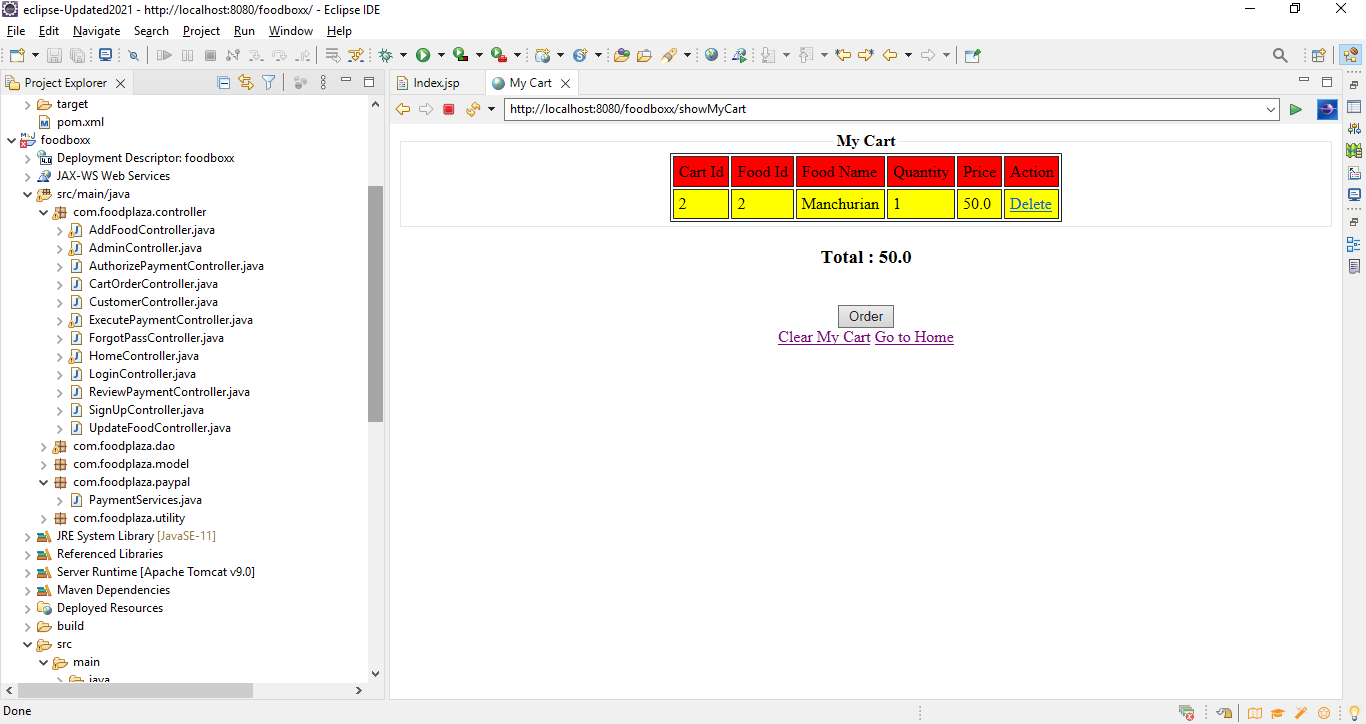 eclipse-Updated2021 - http://localhost:8080/foodboxx/ - Eclipse IDE
File Edit Navigate Search Project Run Window Help
Project Explorer
Index.jsp
My Cart
target
pom.xml
foodboxx
Deployment Descriptor: foodboxx
JAX-WS Web Services
src/main/java
com.foodplaza.controller
AddFoodController.java
AdminController.java
AuthorizePaymentController.java
CartOrderController.java
CustomerController.java
ExecutePaymentController.java
ForgotPassController.java
HomeController.java
LoginController.java
ReviewPaymentController.java
SignUpController.java
UpdateFoodController.java
com.foodplaza.dao
com.foodplaza.model
com.foodplaza.paypal
PaymentServices.java
com.foodplaza.utility
JRE System Library [JavaSE-11]
Referenced Libraries
Server Runtime [Apache Tomcat v9.0]
Maven Dependencies
Deployed Resources
build
src
main
java
http://localhost:8080/foodboxx/showMyCart
My Cart
Cart Id Food Id Food Name Quantity Price Action
2 2 Manchurian 1 50.0 Delete
Total : 50.0
Order
Clear My Cart Go to Home
Done